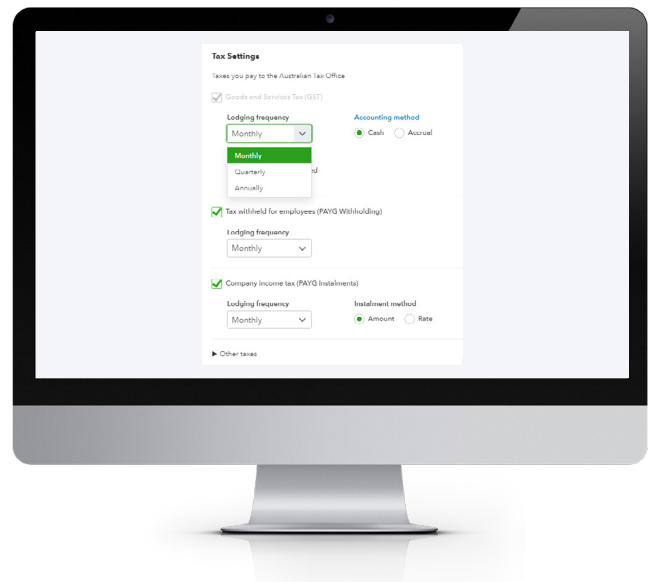 Tax Settings
Taxes you pay to the Australian Tax Office
Goods and Services Tax (GST)
Lodging frequency Accounting method
Monthly Cash Accrual
Monthly
Quarterly
Annually
Tax withheld for employees (PAYG Withholding)
Lodging frequency
Monthly
Company income tax (PAYG Instalments)
Lodging frequency Instalment method
Monthly Amount Rate
Other taxes